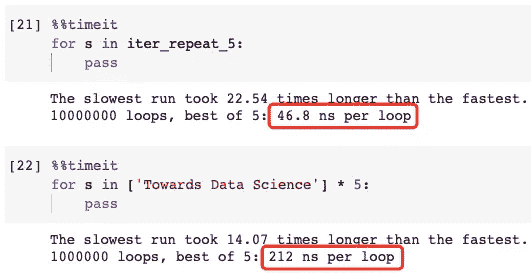 [21] %%timeit
for s in iter_repeat_5:
pass
The slowest run took 22.54 times longer than the fastest.
10000000 loops, best of 5: 46.8 ns per loop
[22] %%timeit
for s in ['Towards Data Science'] * 5:
pass
The slowest run took 14.07 times longer than the fastest.
1000000 loops, best of 5: 212 ns per loop